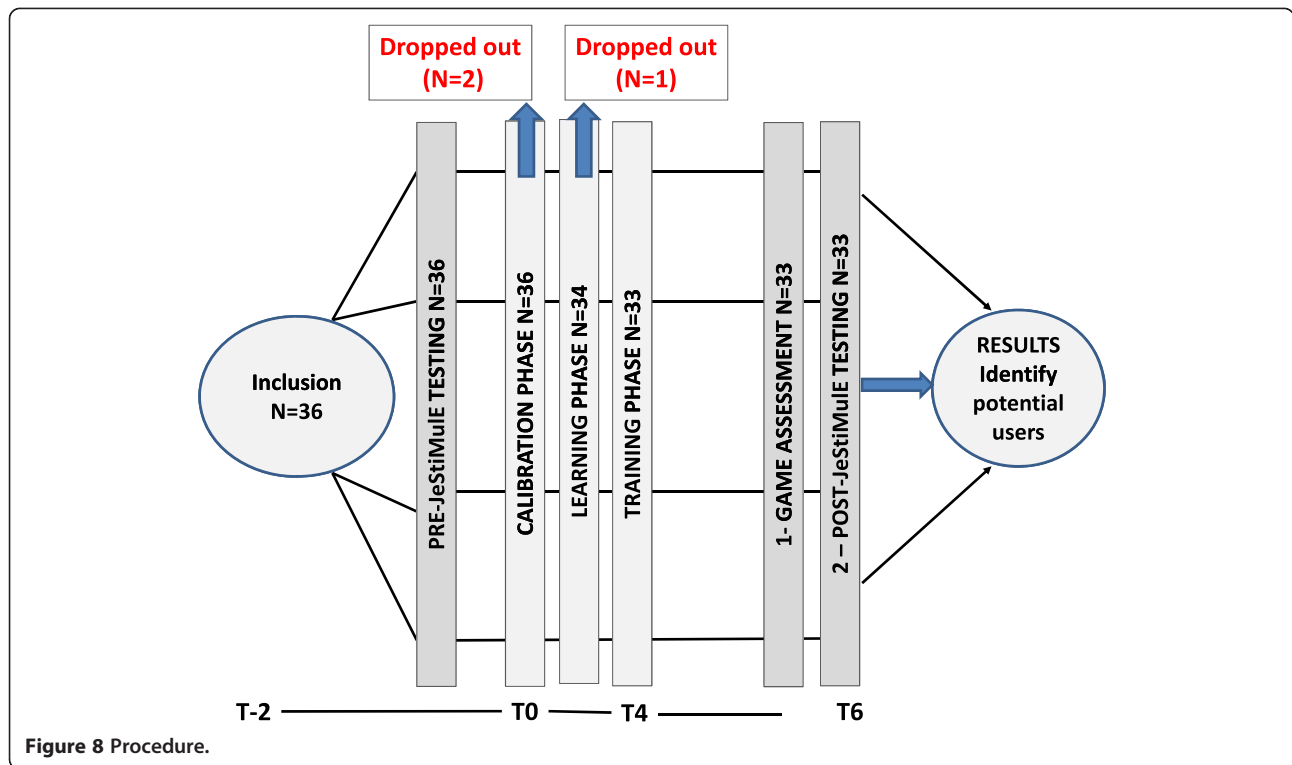 Dropped out
(N=2)
Dropped out
(N=1)
Inclusion
N=36
PRE-JeStiMulE TESTING N=36
CALIBRATION PHASE N=36
LEARNING PHASE N=34
TRAINING PHASE N=33
1- GAME ASSESSMENT N=33
2 – POST-JeStiMulE TESTING N=33
RESULTS
Identify
potential
users
T-2
T0
T4
T6
Figure 8 Procedure.